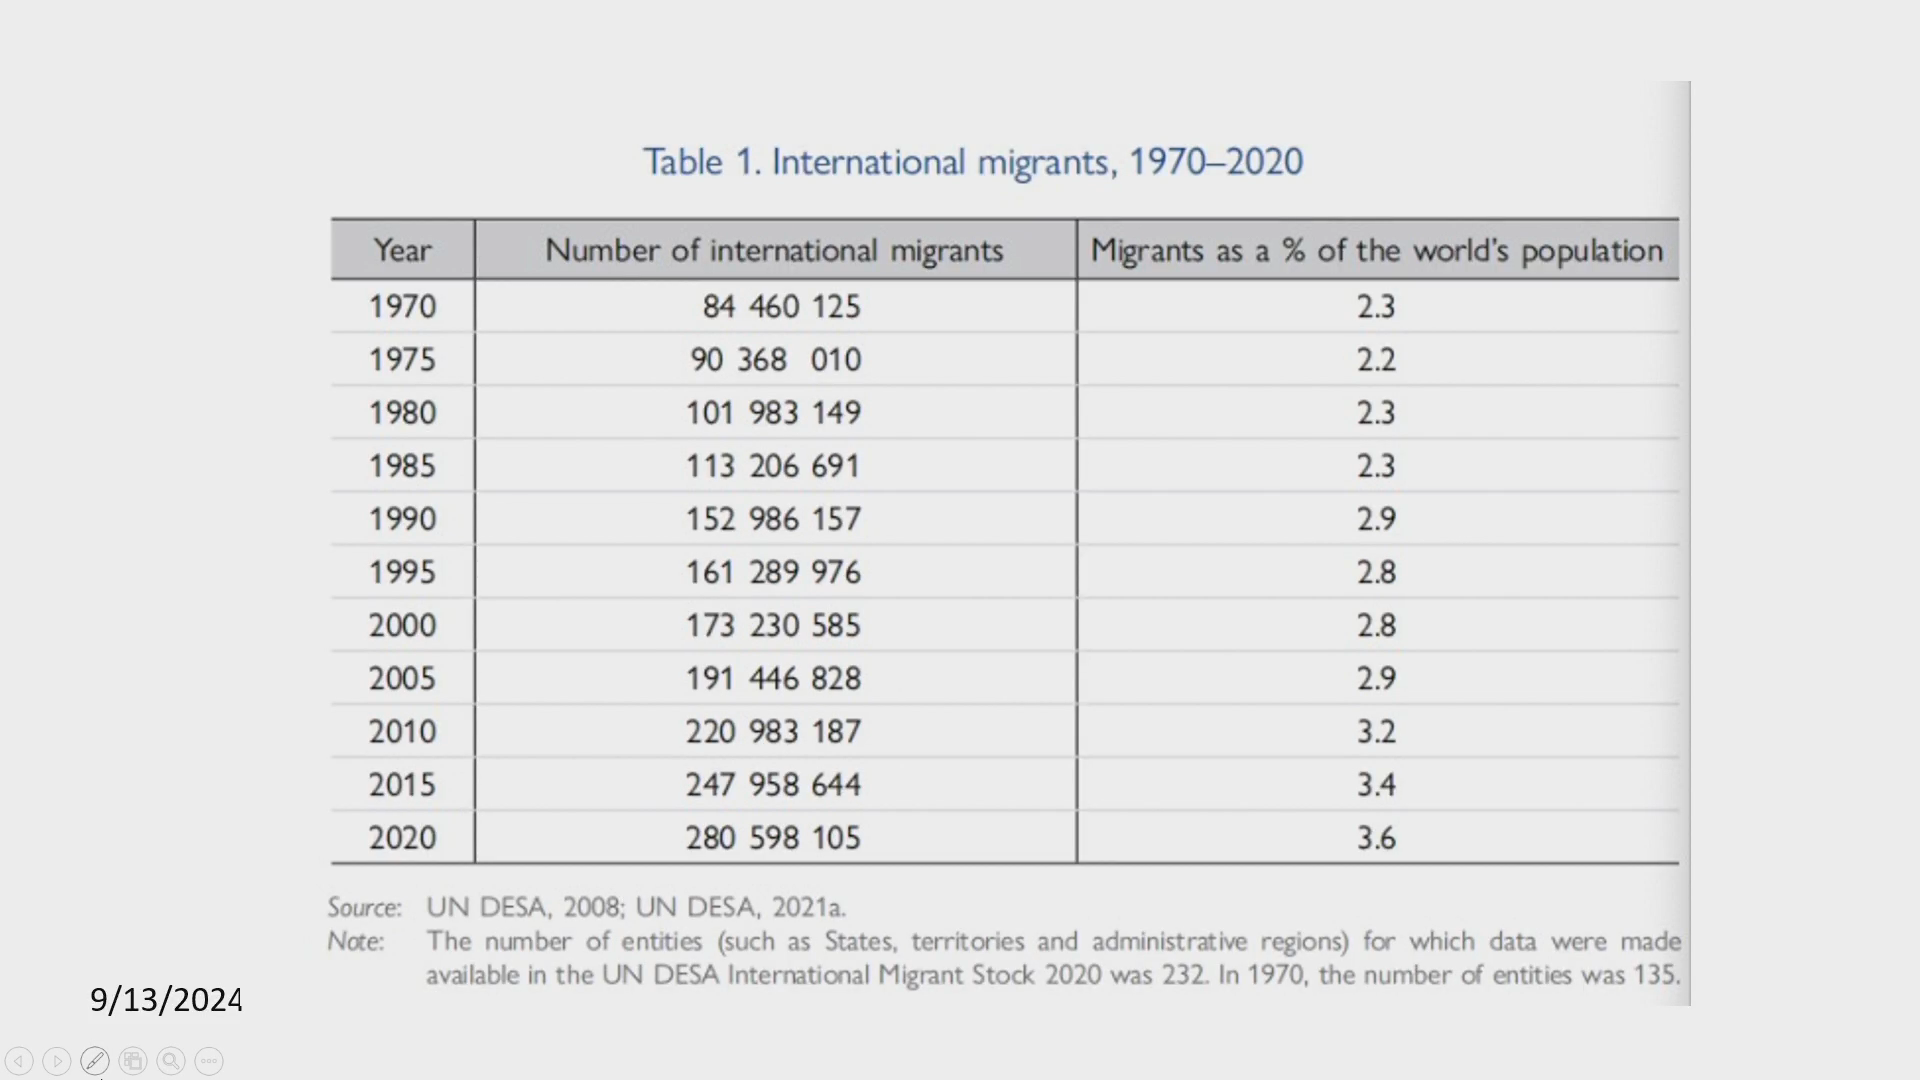 Table 1. International migrants, 1970–2020
Year Number of international migrants Migrants as a % of the world's population
1970 84 460 125 2.3
1975 90 368 010 2.2
1980 101 983 149 2.3
1985 113 206 691 2.3
1990 152 986 157 2.9
1995 161 289 976 2.8
2000 173 230 585 2.8
2005 191 446 828 2.9
2010 220 983 187 3.2
2015 247 958 644 3.4
2020 280 598 105 3.6
Source: UN DESA, 2008; UN DESA, 2021a.
Note: The number of entities (such as States, territories and administrative regions) for which data were made
available in the UN DESA International Migrant Stock 2020 was 232. In 1970, the number of entities was 135.
9/13/2024